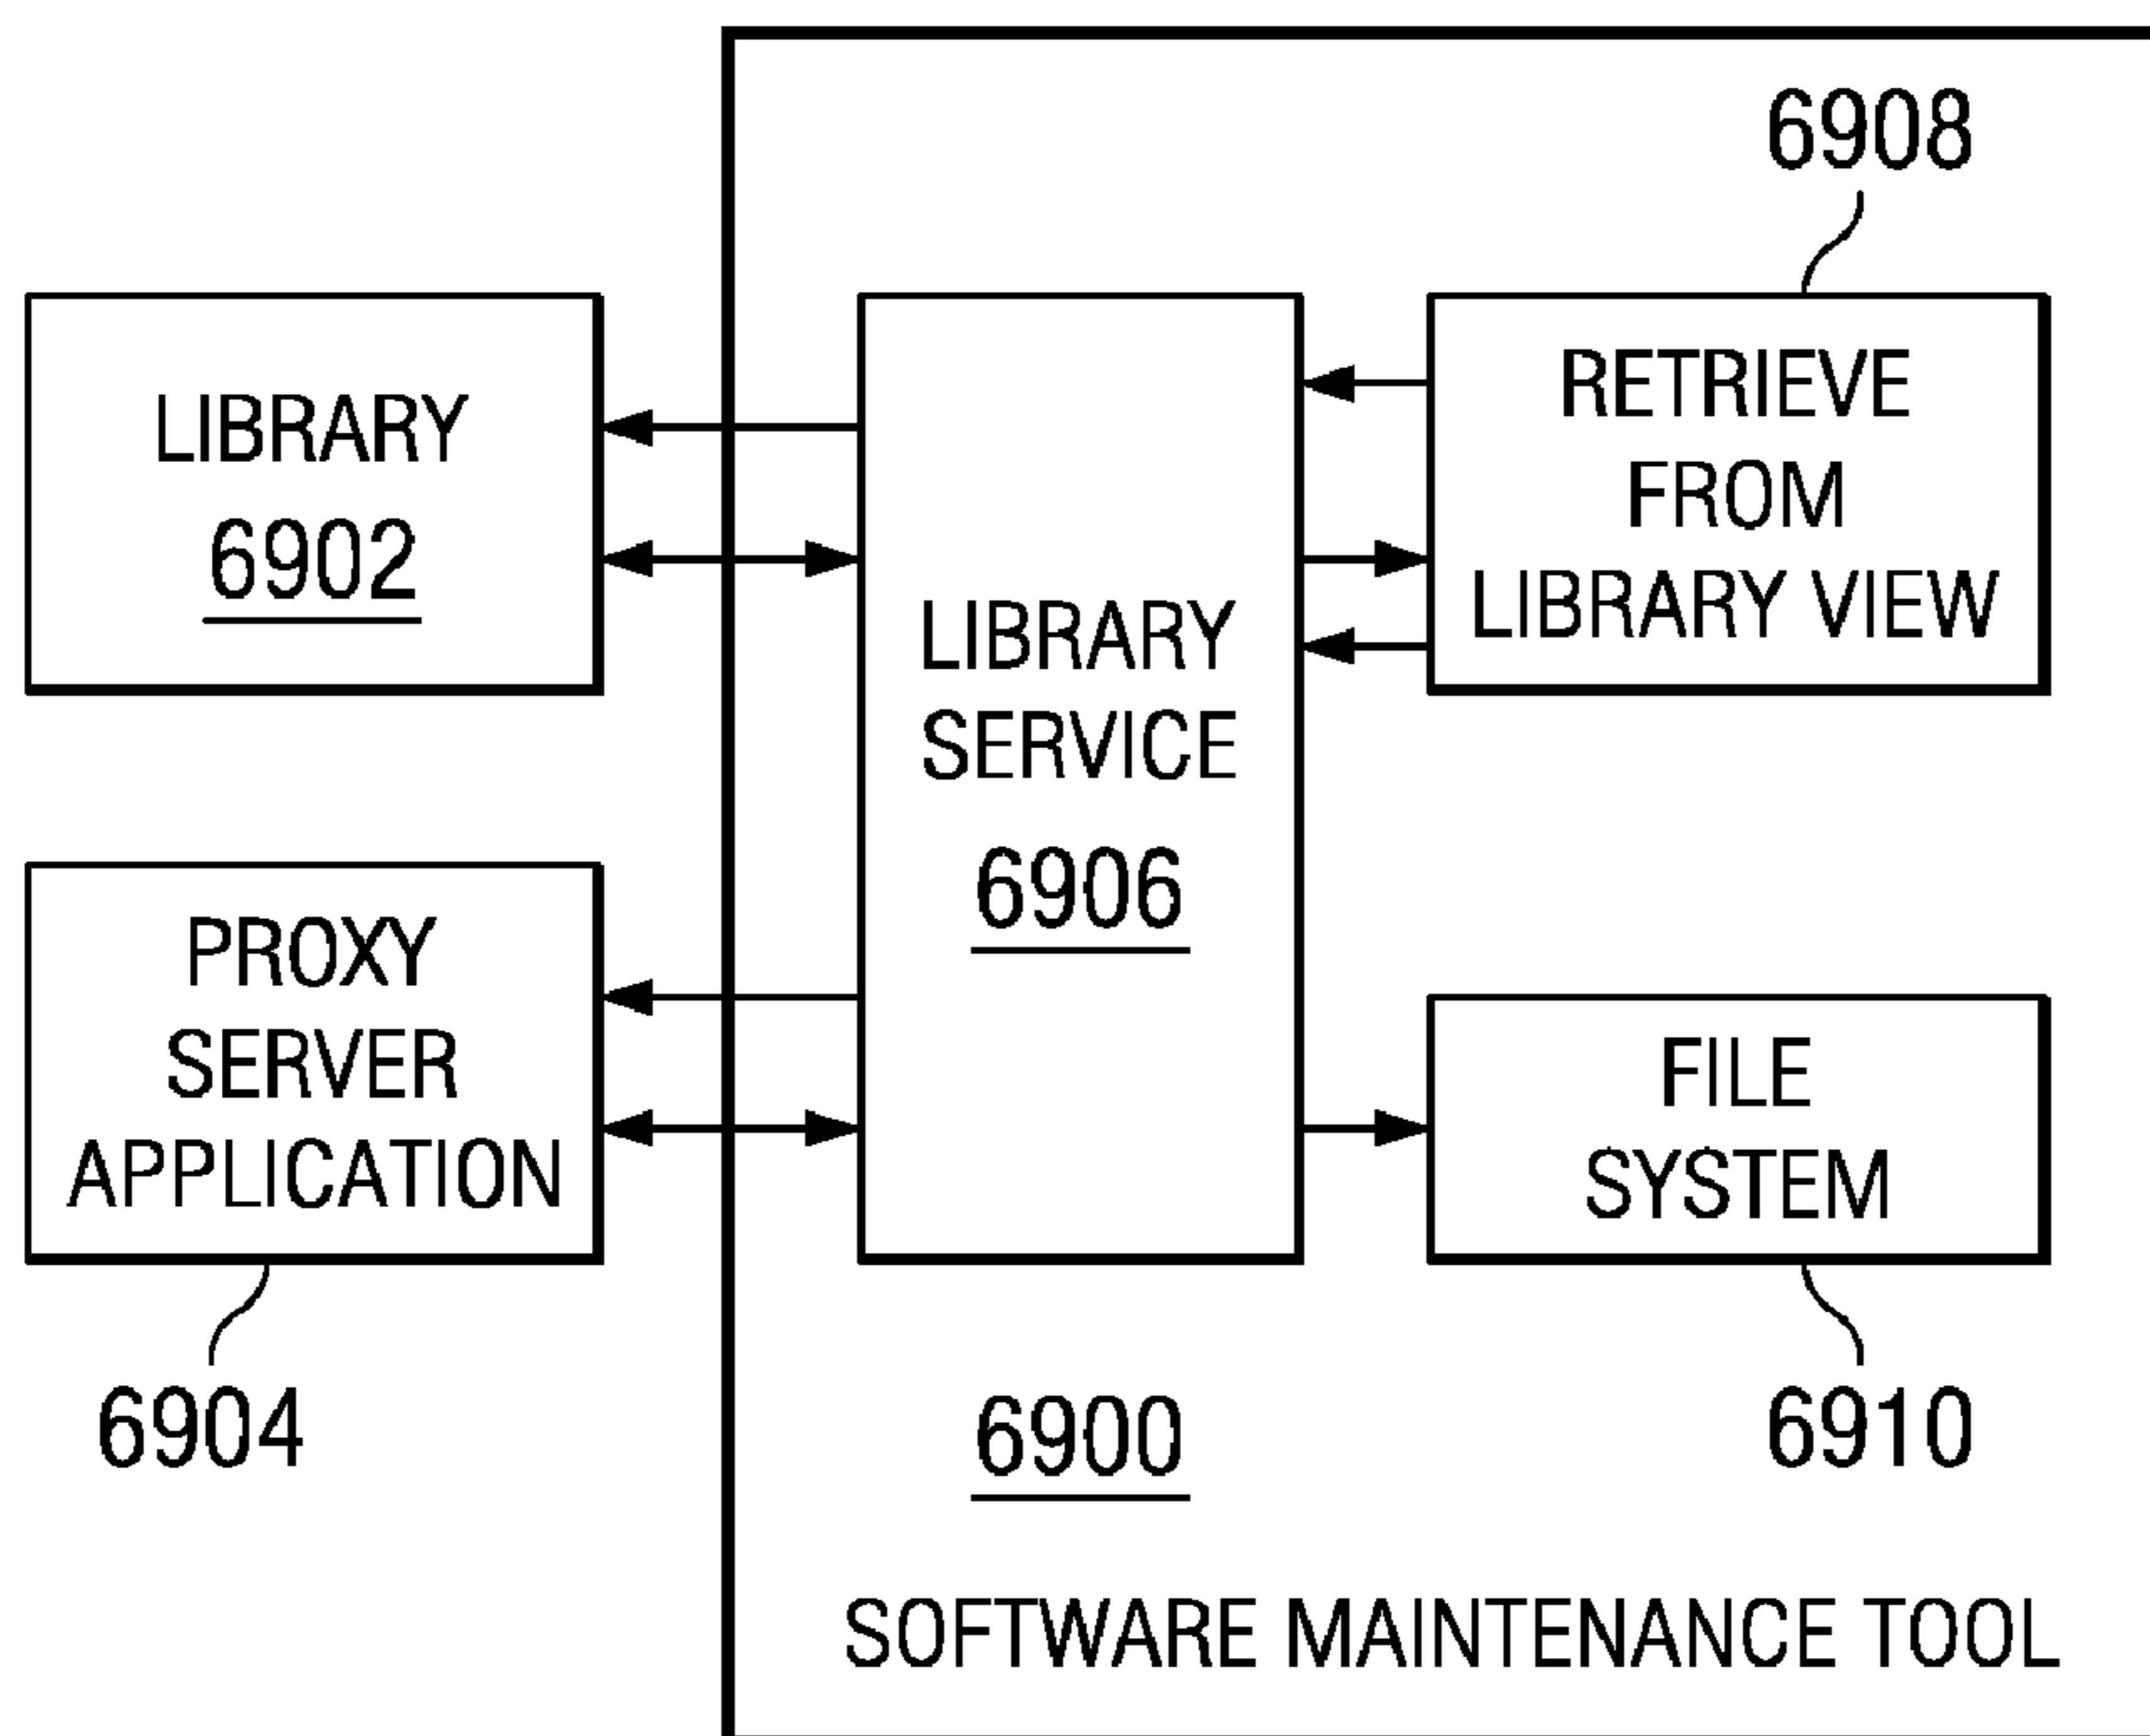 6908
LIBRARY
6902
RETRIEVE
FROM
LIBRARY VIEW
LIBRARY
SERVICE
6906
PROXY
SERVER
APPLICATION
6904
FILE
SYSTEM
6910
6900
SOFTWARE MAINTENANCE TOOL